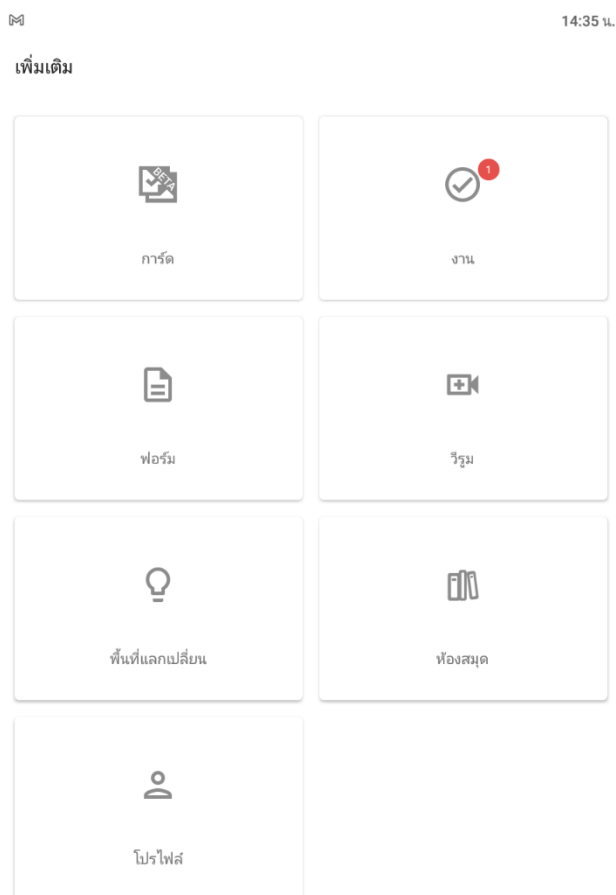 14:35 น.
เพิ่มเติม
BETA
การ์ด
1
งาน
ฟอร์ม
วีรูม
พื้นที่แลกเปลี่ยน
ห้องสมุด
โปรไฟล์